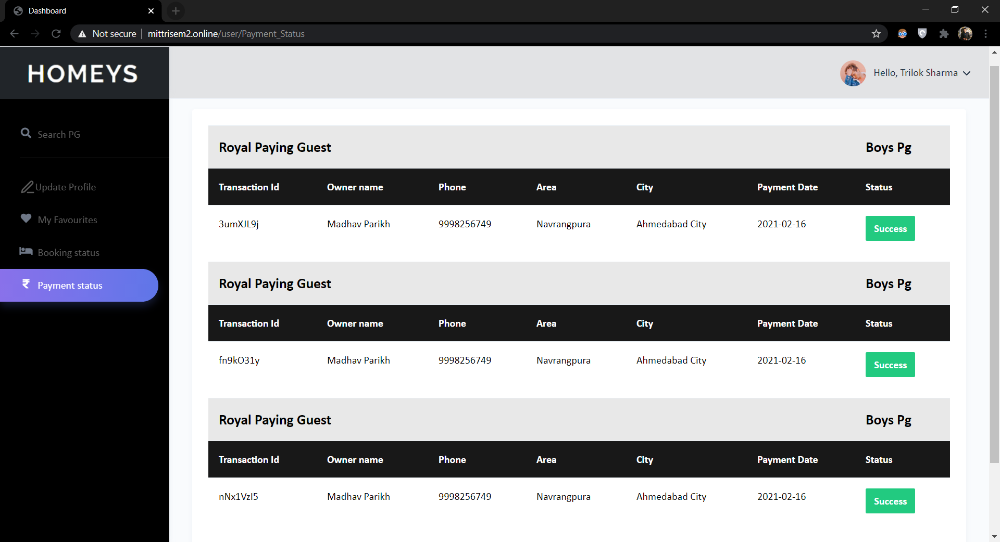 Dashboard
Not secure | mittrisem2.online/user/Payment_Status
HOMEYS
Hello, Trilok Sharma
Search PG
Update Profile
My Favourites
Booking status
₹ Payment status
Royal Paying Guest Boys Pg
Transaction Id Owner name Phone Area City Payment Date Status
3umXJL9j Madhav Parikh 9998256749 Navrangpura Ahmedabad City 2021-02-16 Success
Royal Paying Guest Boys Pg
Transaction Id Owner name Phone Area City Payment Date Status
fn9kO31y Madhav Parikh 9998256749 Navrangpura Ahmedabad City 2021-02-16 Success
Royal Paying Guest Boys Pg
Transaction Id Owner name Phone Area City Payment Date Status
nNx1VzI5 Madhav Parikh 9998256749 Navrangpura Ahmedabad City 2021-02-16 Success